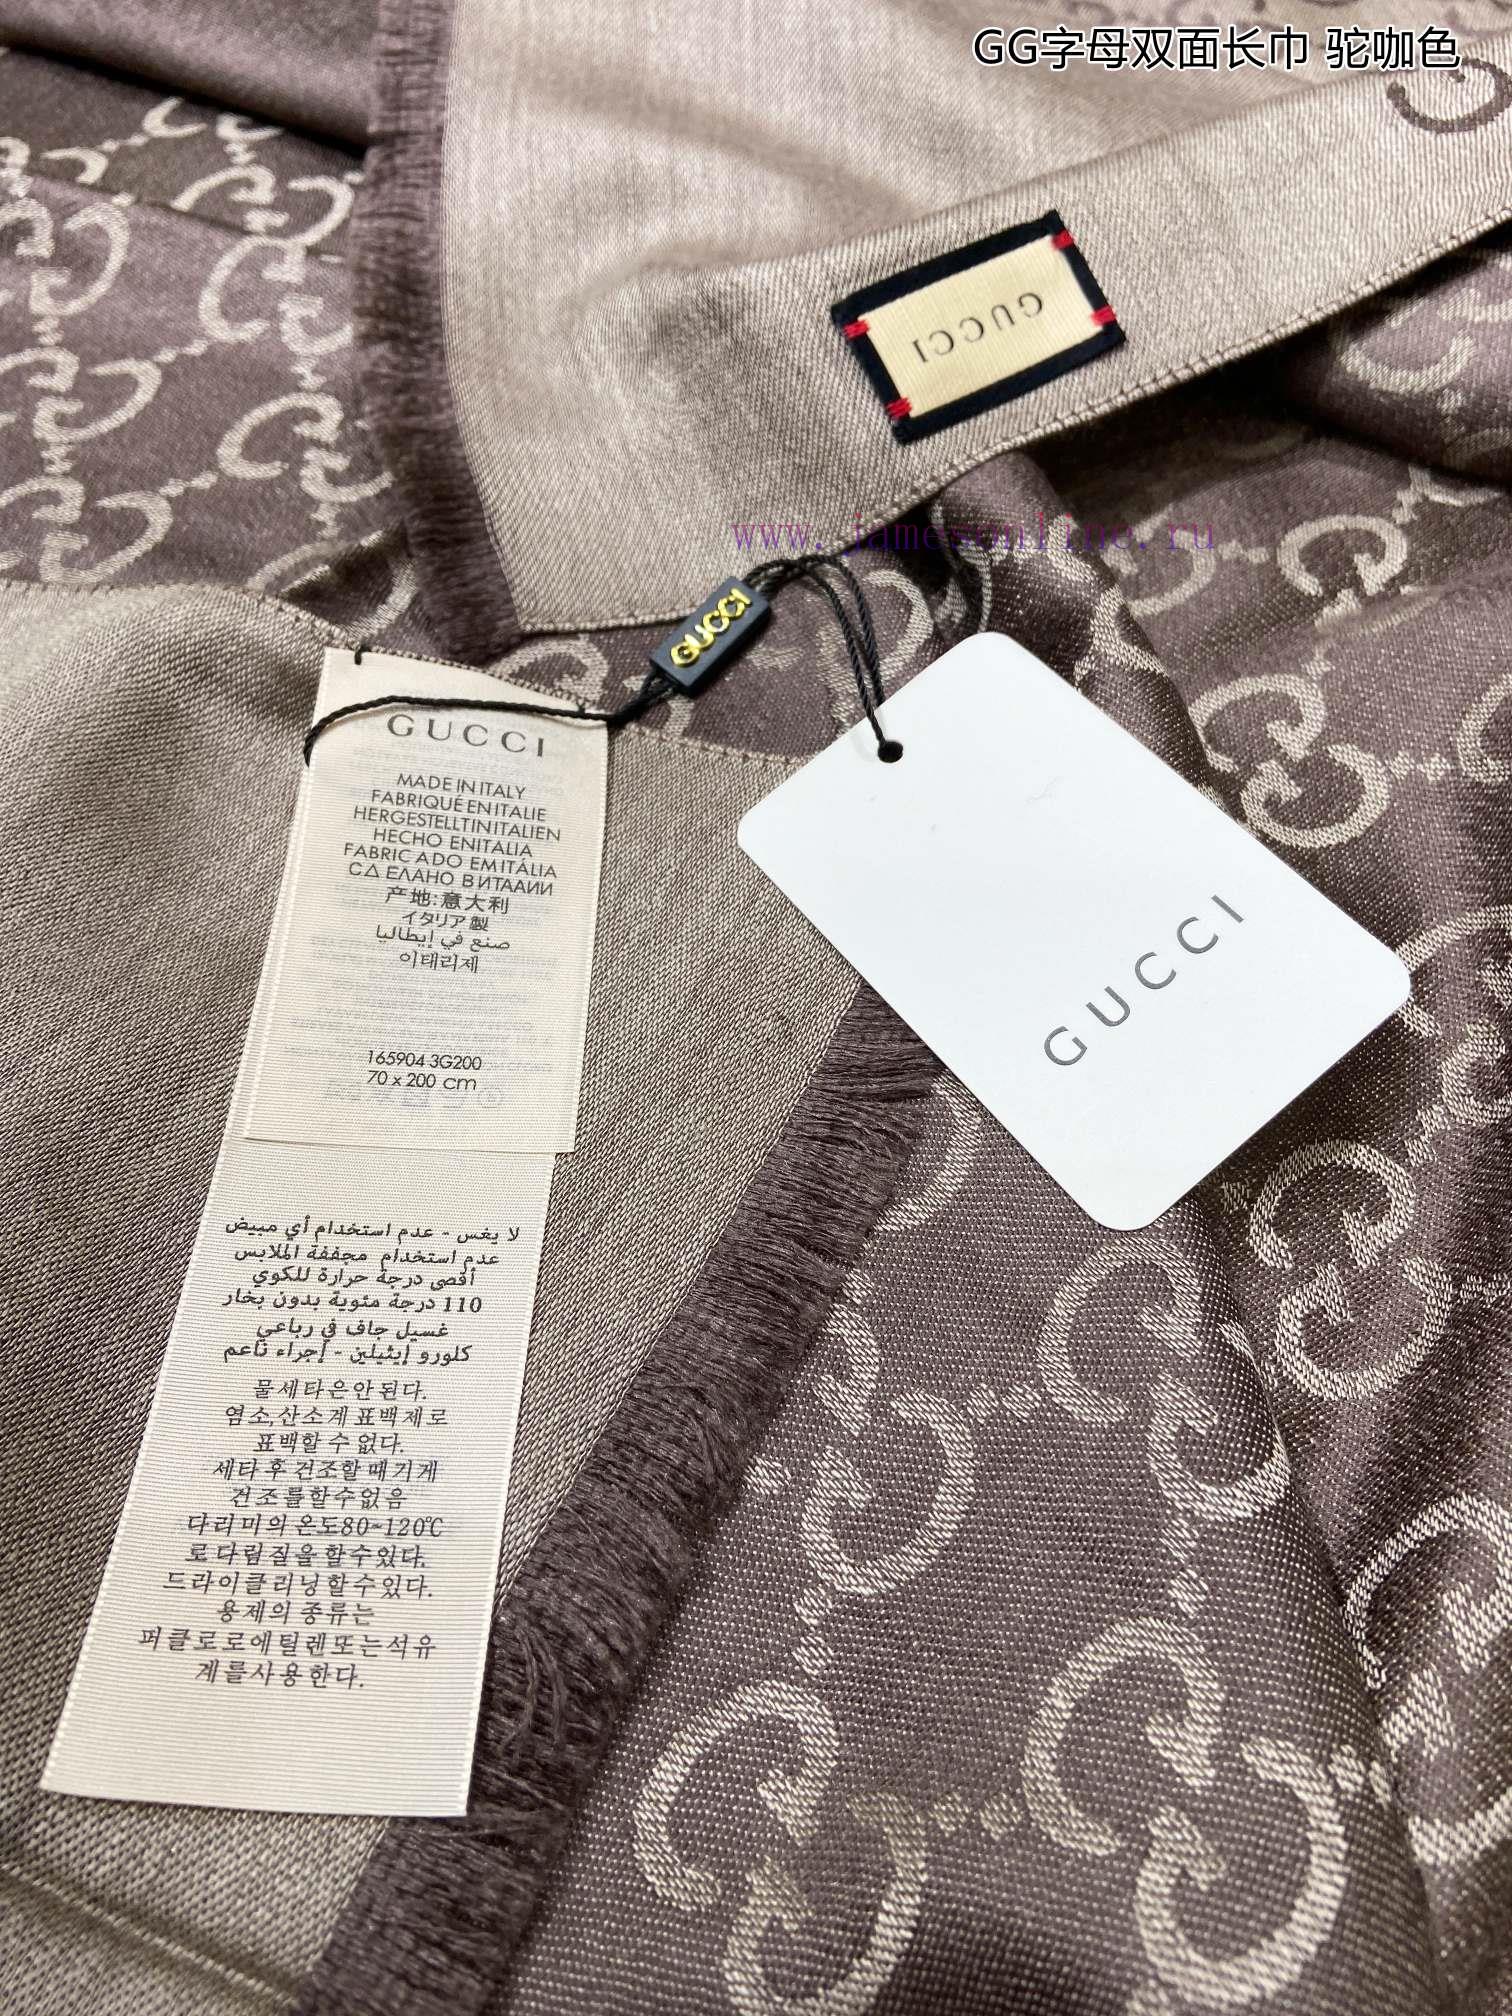 GG字母双面长巾 驼咖色
GUCCI
www.jamesonline.ru
GUCCI
GUCCI
MADE IN ITALY
FABRIQUÉ EN ITALIE
HERGESTELLT IN ITALIEN
HECHO EN ITALIA
FABRICADO EM ITÁLIA
СДЕЛАНО В ИТААИИ
产地:意大利
イタリア製
صنع في إيطاليا
이태리제
165904 3G200
70 x 200 cm
GUCCI
لا يغس - عدم استخدام أي مبيض
عدم استخدام مجففة الملابس
أقصى درجة حرارة للكوي
110 درجة مئوية بدون بخار
غسيل جاف في رباعي
كلورو إيثيلين - إجراء ناعم
물세타은안된다.
염소,산소계표백제로
표백할 수 없다.
세타 후 건조할 때 기계
건조를할수없음
다리미의 온도80~120℃
로 다림질을 할수있다.
드라이클리닝할수있다.
용제의 종류는
퍼클로로에틸렌또는석유
계를사용한다.